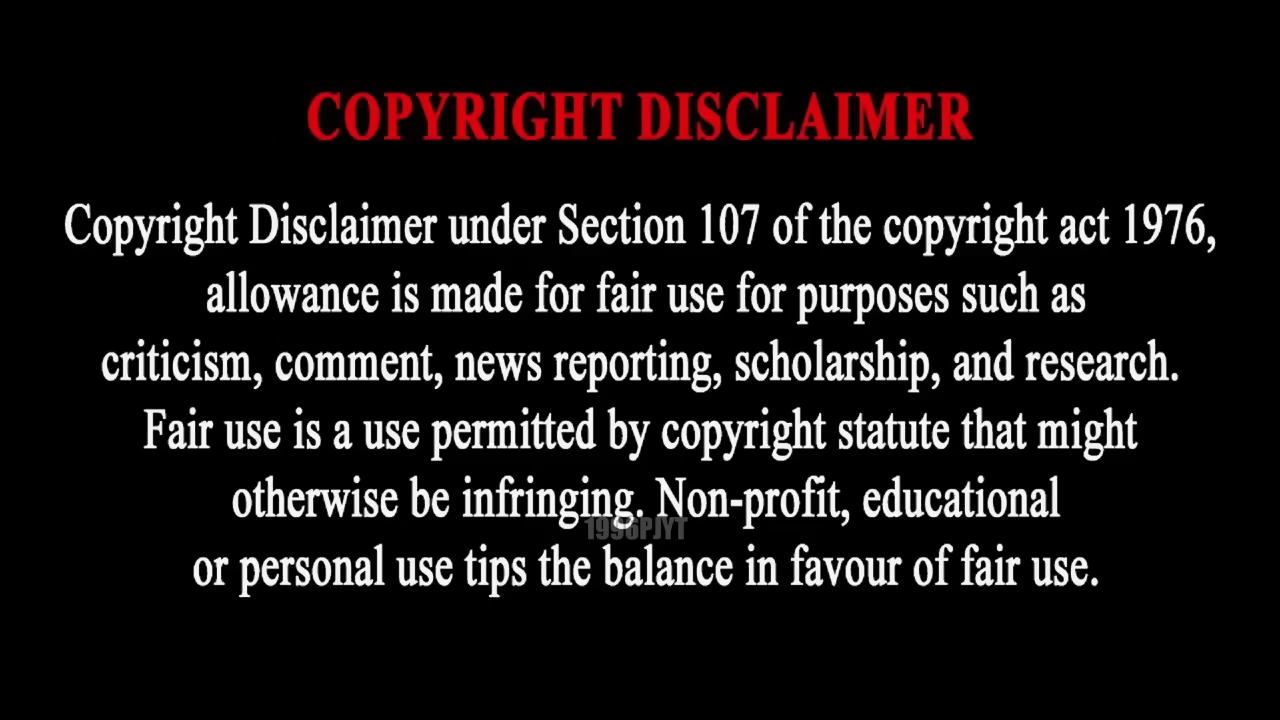 COPYRIGHT DISCLAIMER
Copyright Disclaimer under Section 107 of the copyright act 1976,
allowance is made for fair use for purposes such as
criticism, comment, news reporting, scholarship, and research.
Fair use is a use permitted by copyright statute that might
otherwise be infringing. Non-profit, educational
1996PJYT
or personal use tips the balance in favour of fair use.